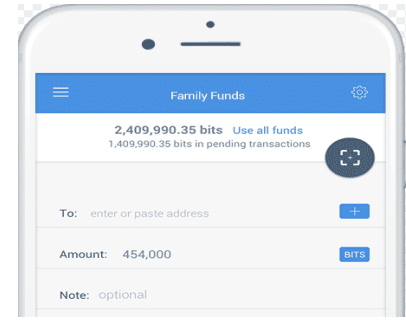 Family Funds
2,409,990.35 bits Use all funds
1,409,990.35 bits in pending transactions
To: enter or paste address
Amount: 454,000 BITS
Note: optional